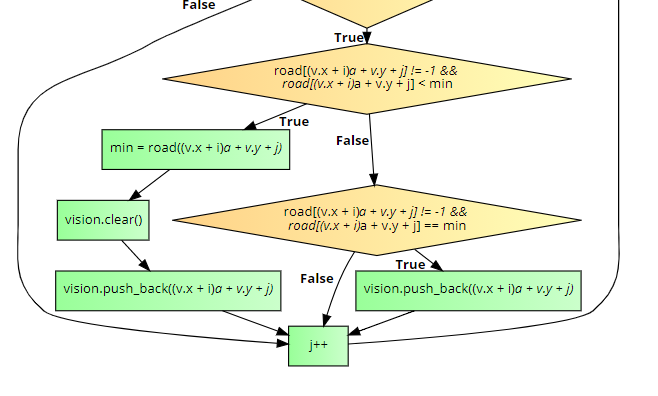 False
True
road[(v.x + i)a + v.y + j] != -1 &&
road[(v.x + i)a + v.y + j] < min
True
False
min = road((v.x + i)a + v.y + j)
vision.clear()
road[(v.x + i)a + v.y + j] != -1 &&
road[(v.x + i)a + v.y + j] == min
False
True
vision.push_back((v.x + i)a + v.y + j)
vision.push_back((v.x + i)a + v.y + j)
j++